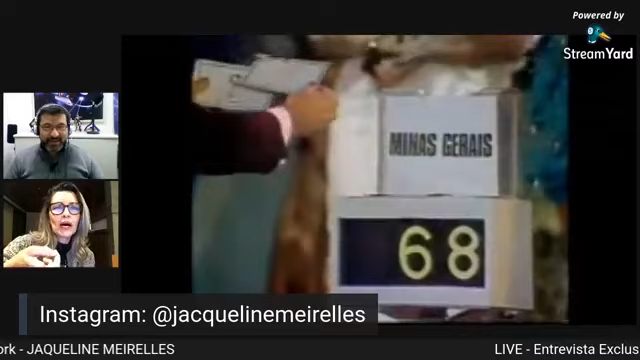 Powered by
StreamYard
MINAS GERAIS
68
Instagram: @jacquelinemeirelles
ork - JAQUELINE MEIRELLES
LIVE - Entrevista Exclus